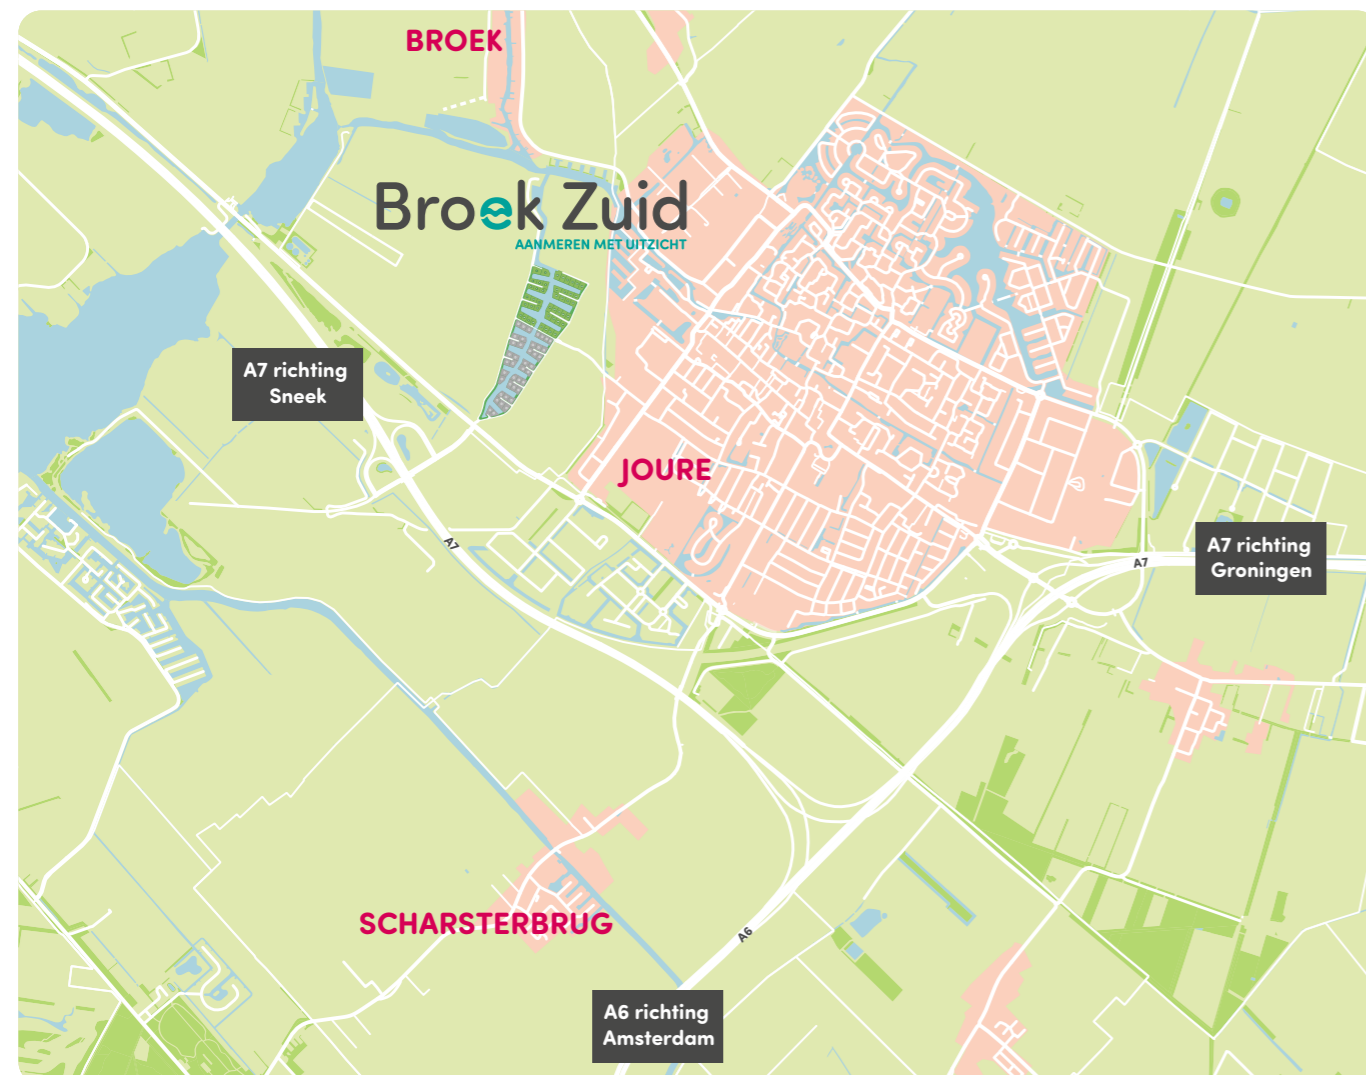 BROEK
Broek Zuid
AANMEREN MET UITZICHT
A7 richting
Sneek
JOURE
A7
A7
A7 richting
Groningen
SCHARSTERBRUG
A6
A6 richting
Amsterdam